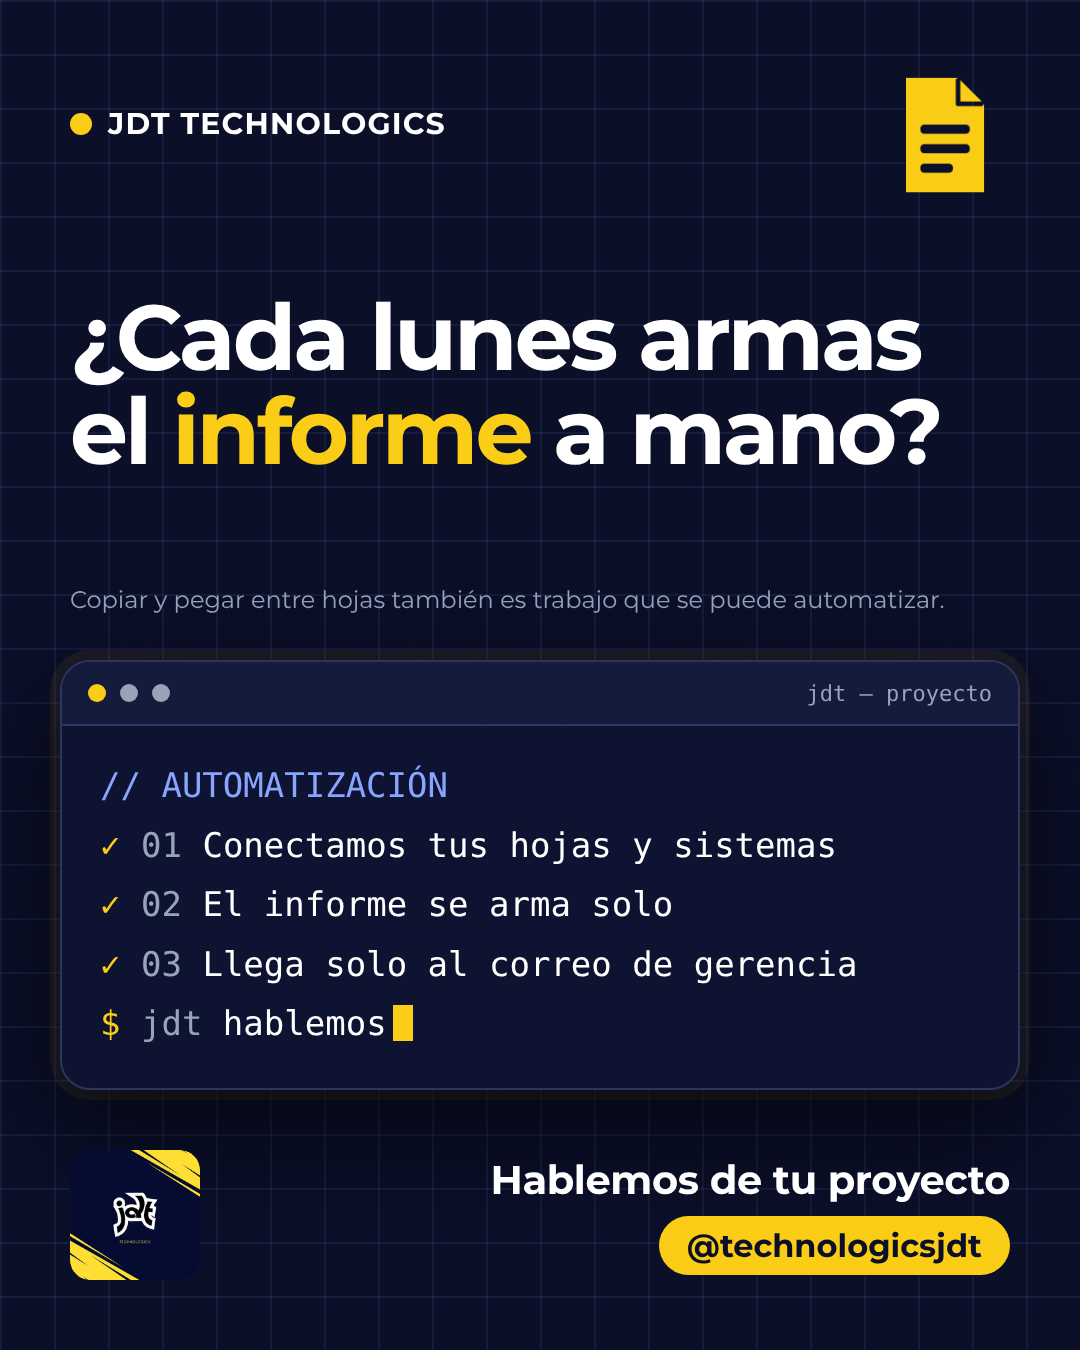 JDT TECHNOLOGICS
¿Cada lunes armas
el informe a mano?
Copiar y pegar entre hojas también es trabajo que se puede automatizar.
jdt — proyecto
// AUTOMATIZACIÓN
✓ 01 Conectamos tus hojas y sistemas
✓ 02 El informe se arma solo
✓ 03 Llega solo al correo de gerencia
$ jdt hablemos
jdt
TECHNOLOGICS
Hablemos de tu proyecto
@technologicsjdt